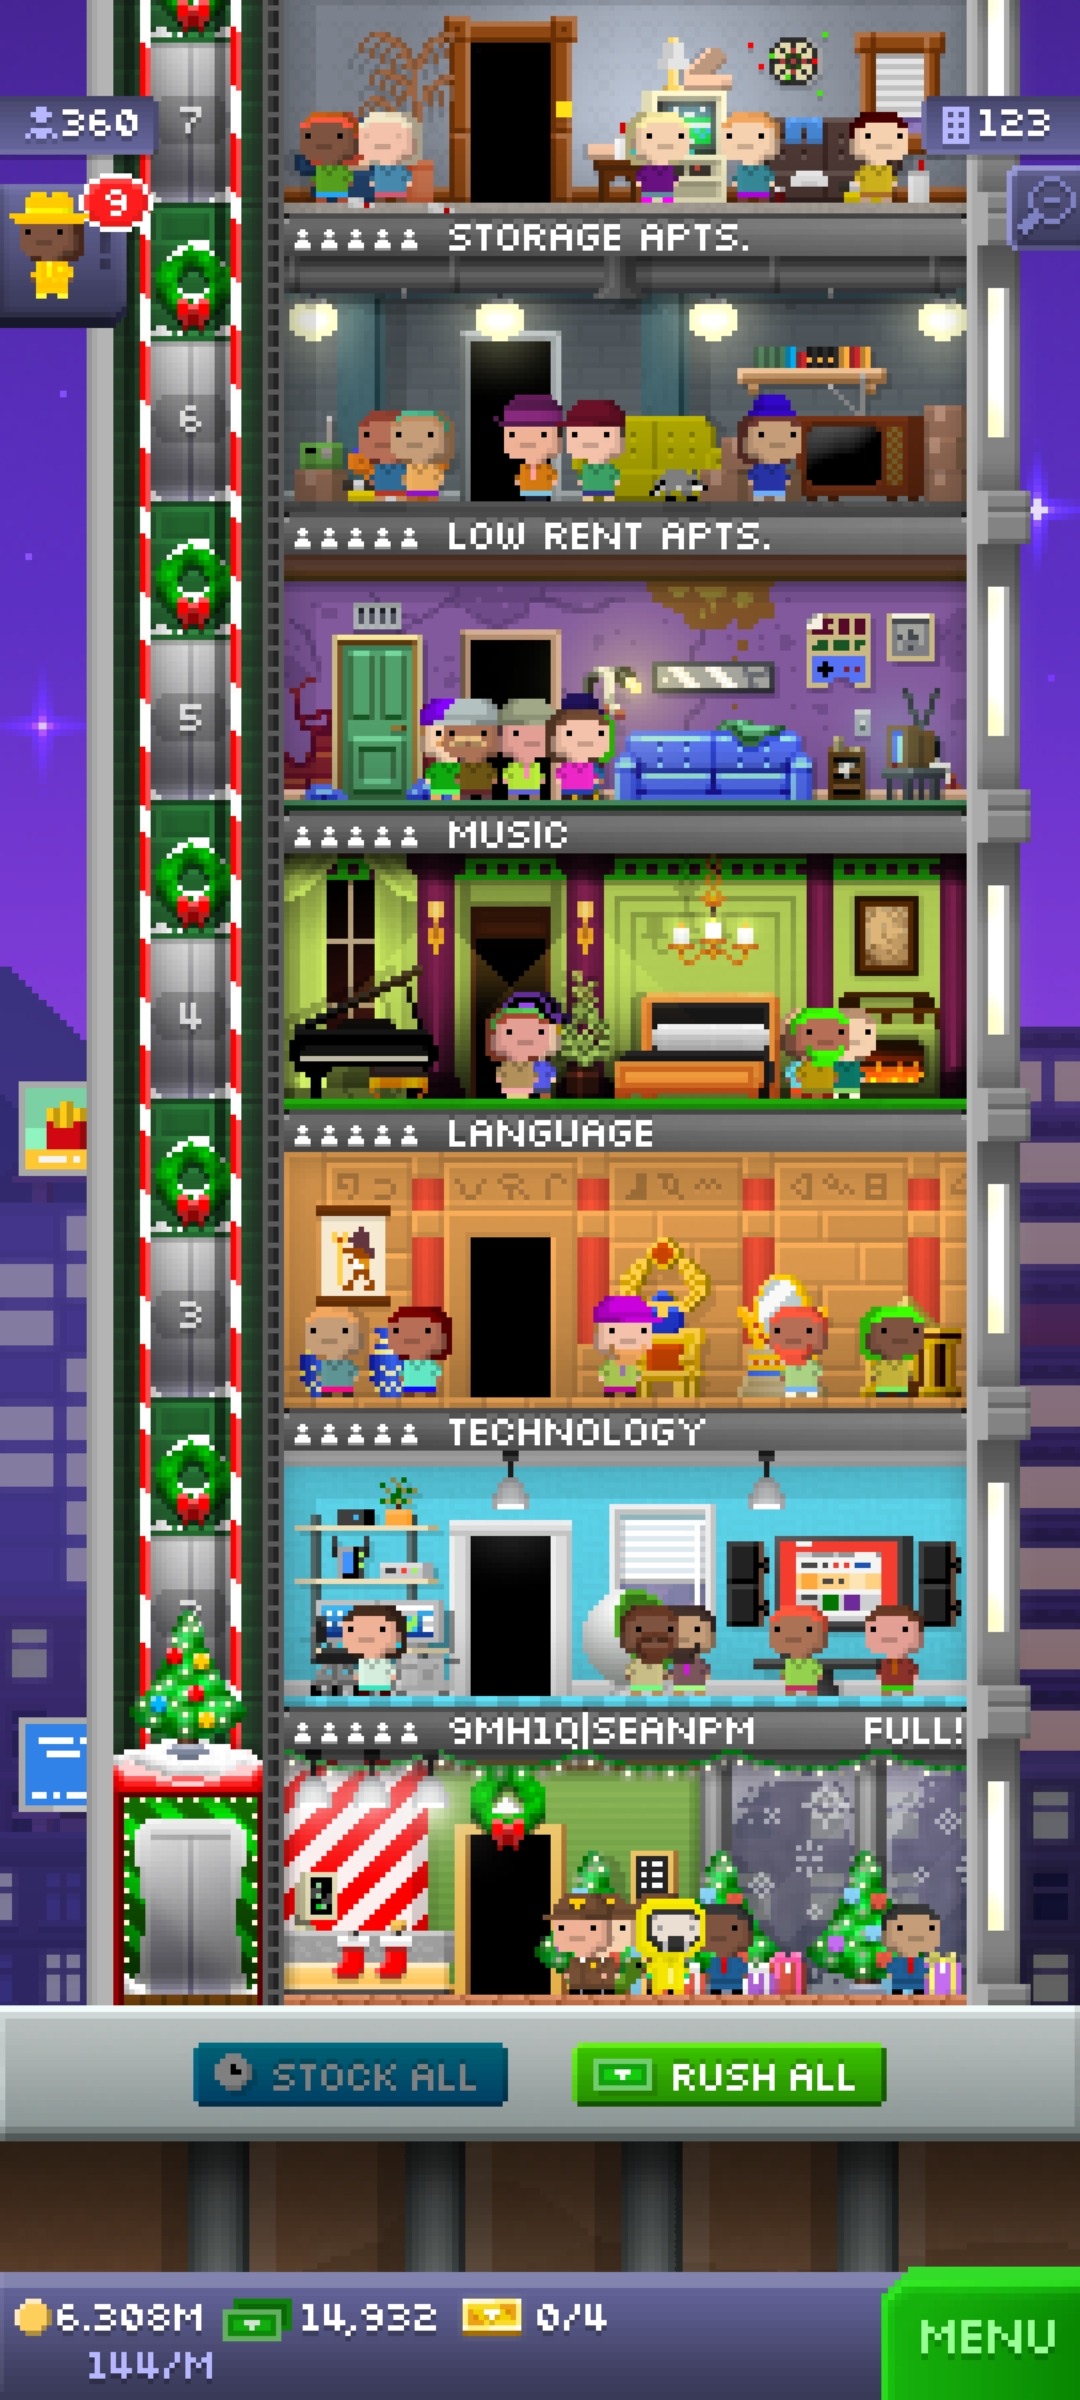 7
360
123
9
STORAGE APTS.
6
LOW RENT APTS.
5
MUSIC
4
LANGUAGE
3
TECHNOLOGY
9MH1Q|SEANPM FULL!
STOCK ALL
RUSH ALL
6.308M 14,932 0/4
144/M
MENU